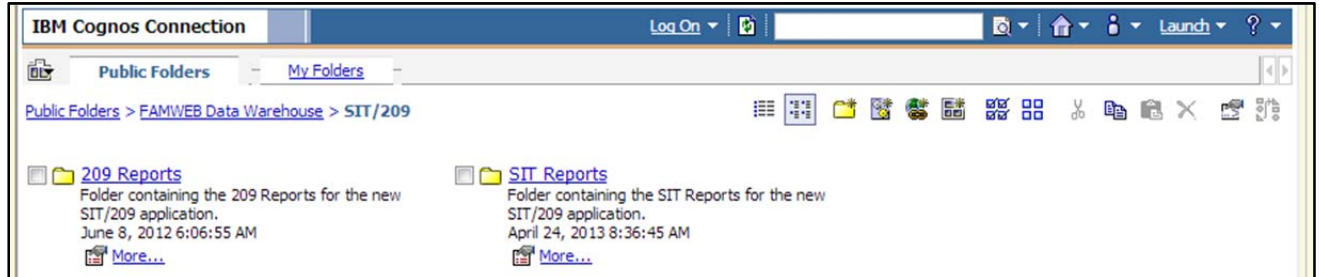 IBM Cognos Connection Log On Launch ?
Public Folders My Folders
Public Folders > FAMWEB Data Warehouse > SIT/209
209 Reports
Folder containing the 209 Reports for the new
SIT/209 application.
June 8, 2012 6:06:55 AM
More...
SIT Reports
Folder containing the SIT Reports for the new
SIT/209 application.
April 24, 2013 8:36:45 AM
More...